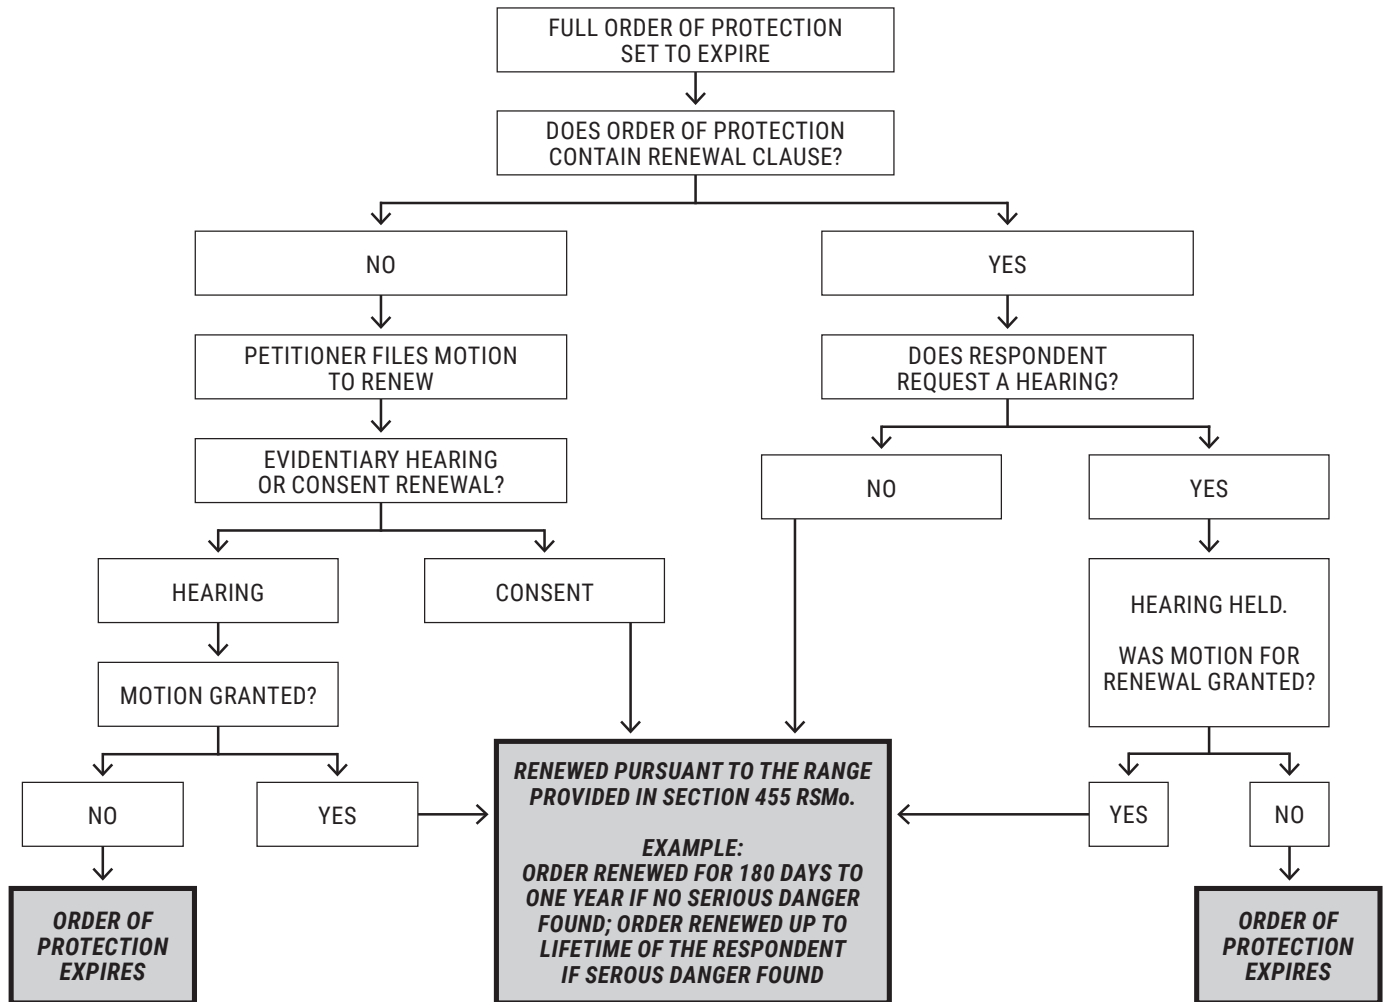 FULL ORDER OF PROTECTION
SET TO EXPIRE
DOES ORDER OF PROTECTION
CONTAIN RENEWAL CLAUSE?
NO
YES
PETITIONER FILES MOTION
TO RENEW
DOES RESPONDENT
REQUEST A HEARING?
EVIDENTIARY HEARING
OR CONSENT RENEWAL?
NO
YES
HEARING
CONSENT
HEARING HELD.
WAS MOTION FOR
RENEWAL GRANTED?
MOTION GRANTED?
NO
YES
RENEWED PURSUANT TO THE RANGE
PROVIDED IN SECTION 455 RSMo.
EXAMPLE:
ORDER RENEWED FOR 180 DAYS TO
ONE YEAR IF NO SERIOUS DANGER
FOUND; ORDER RENEWED UP TO
LIFETIME OF THE RESPONDENT
IF SEROUS DANGER FOUND
YES
NO
ORDER OF
PROTECTION
EXPIRES
ORDER OF
PROTECTION
EXPIRES